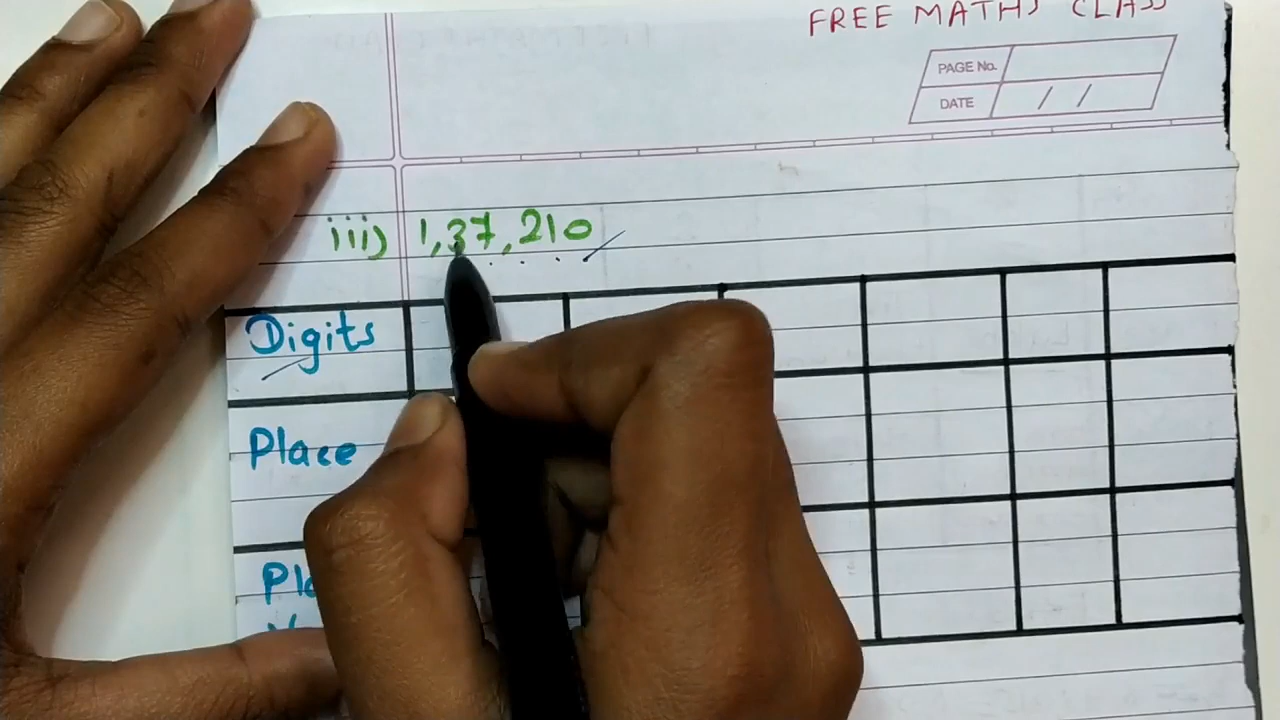 FREE MATHS CLASS
PAGE No.
DATE / /
iii) 1,37,210
Digits
Place